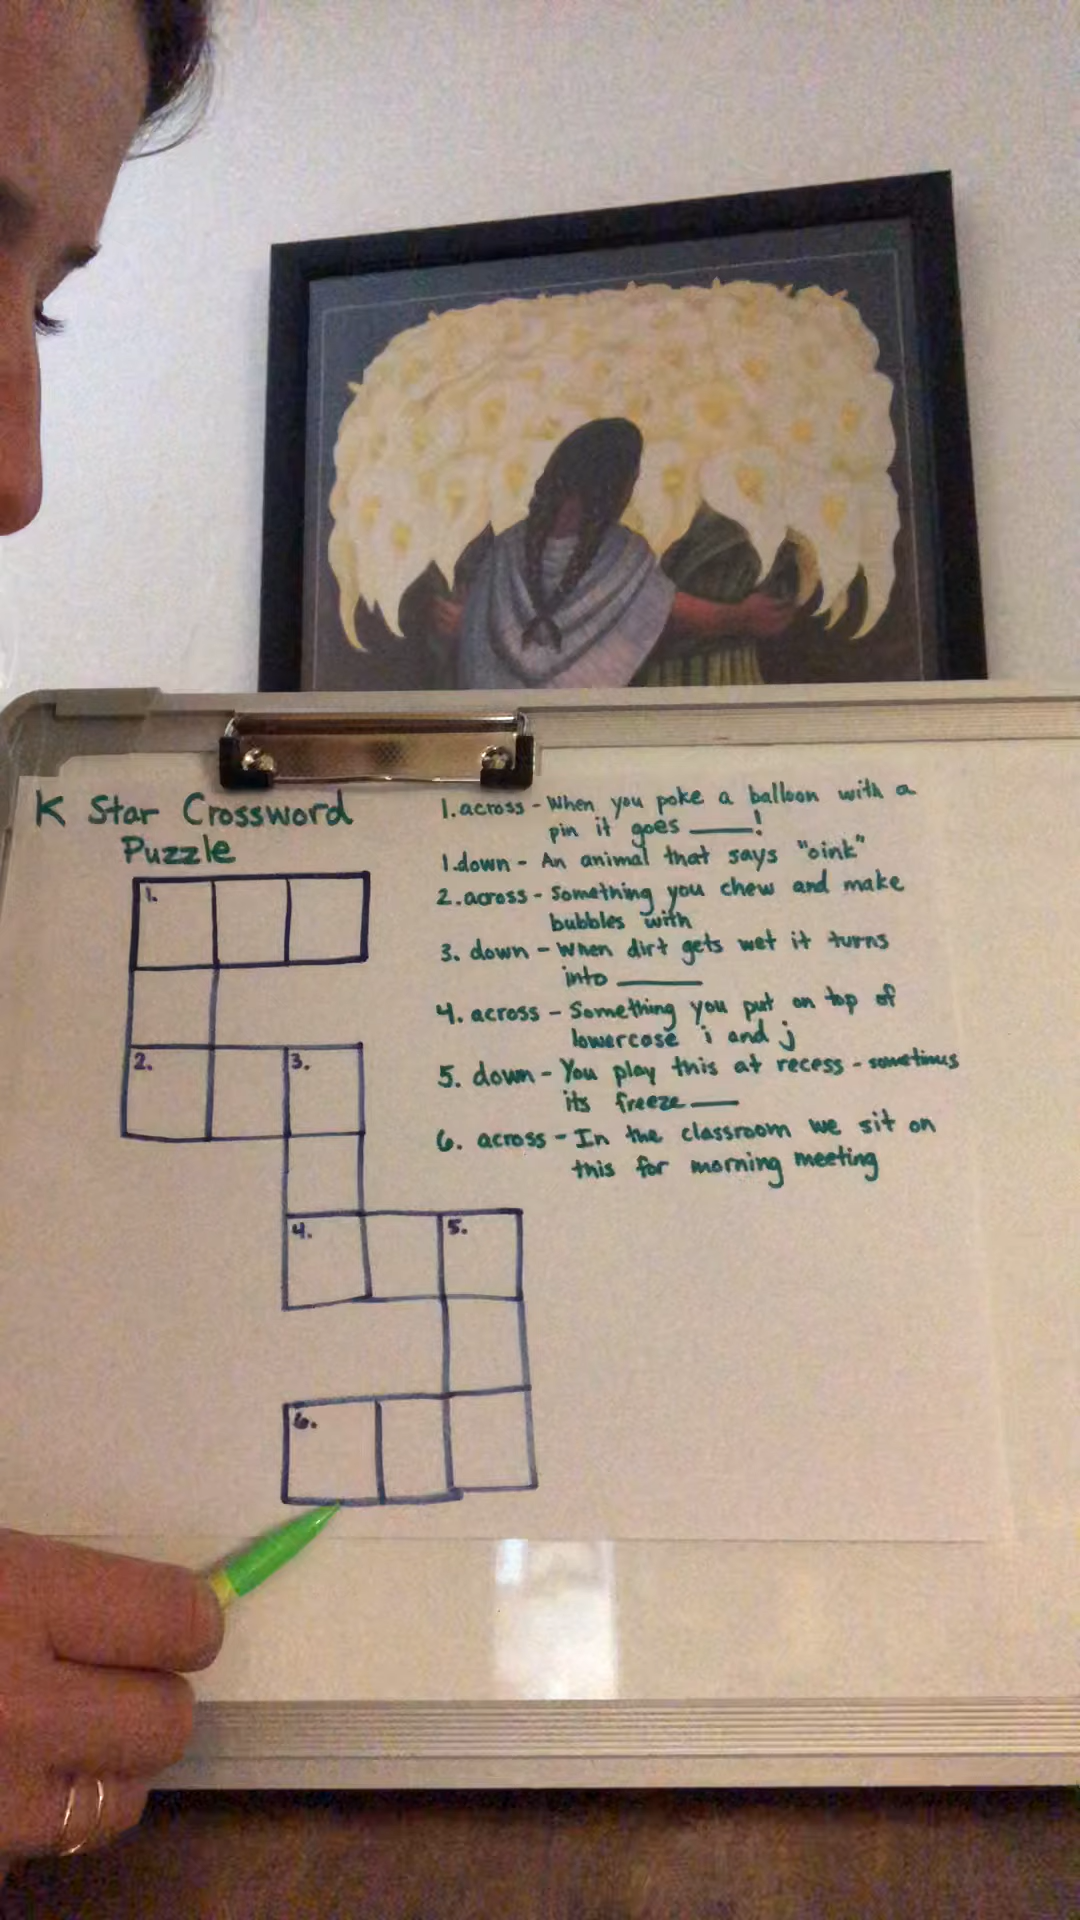 K Star Crossword
Puzzle
1. across - When you poke a balloon with a
pin it goes ____!
1. down - An animal that says "oink"
2. across - Something you chew and make
bubbles with
3. down - When dirt gets wet it turns
into ____
4. across - Something you put on top of
lowercase i and j
5. down - You play this at recess - sometimes
its freeze ____
6. across - In the classroom we sit on
this for morning meeting
1.
2. 3.
4. 5.
6.